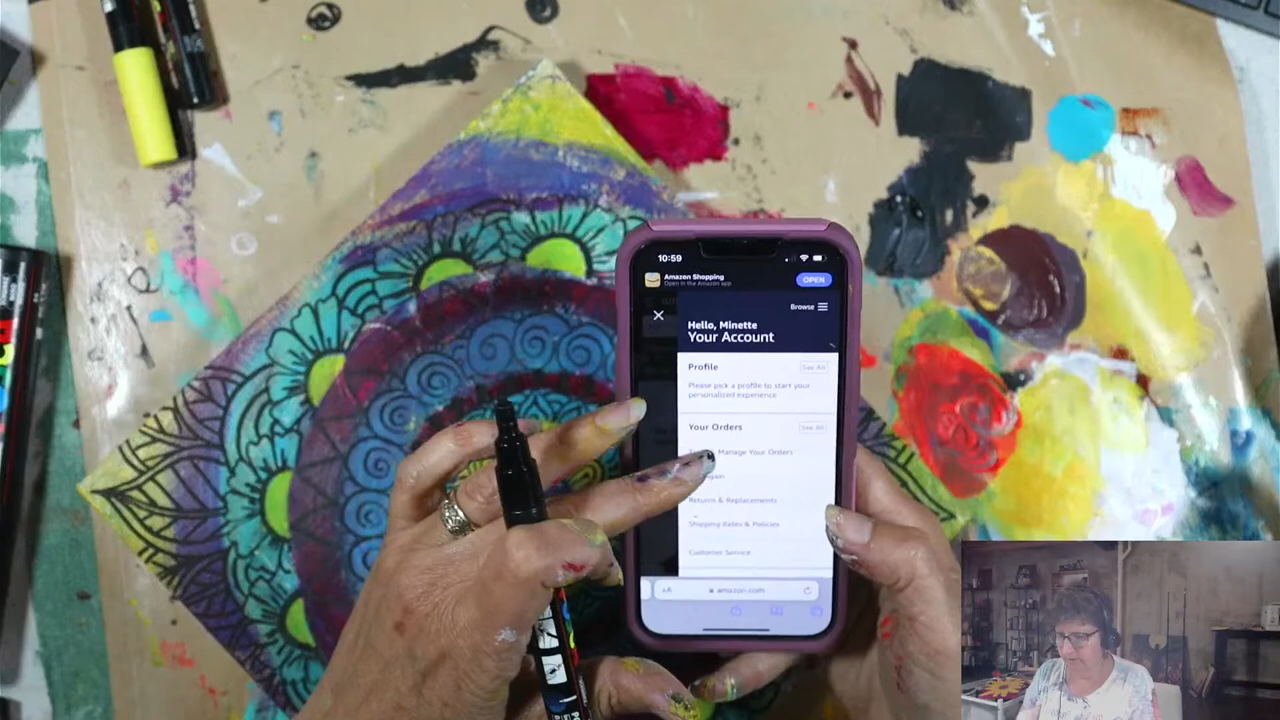 10:59
Amazon Shopping
Open in the Amazon app
OPEN
Browse
Hello, Minette
Your Account
Profile
See All
Please pick a profile to start your
personalized experience
Your Orders
See All
Manage Your Orders
Returns & Replacements
Shipping Rates & Policies
Customer Service
AA
amazon.com